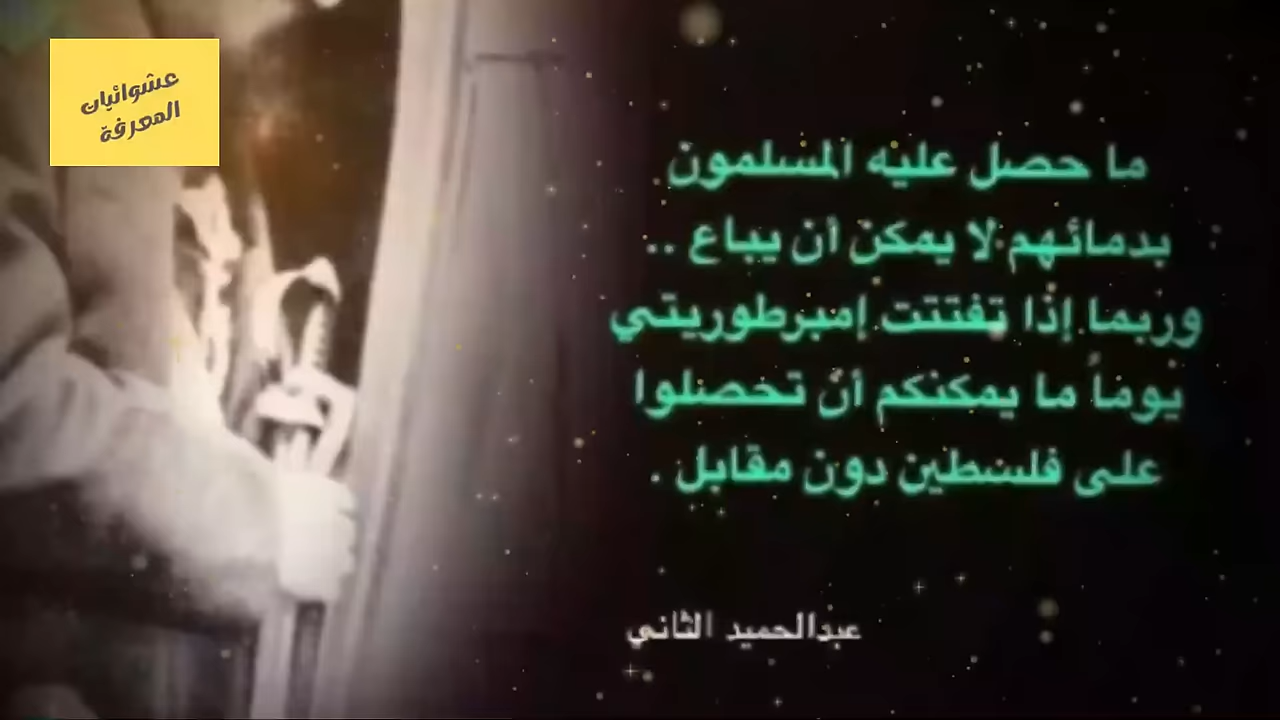 عشوائيات
المعرفة
ما حصل عليه المسلمون
بدمائهم لا يمكن أن يباع ..
وربما إذا تفتتت إمبرطوريتي
يوماً ما يمكنكم أن تحصلوا
على فلسطين دون مقابل .
عبدالحميد الثاني